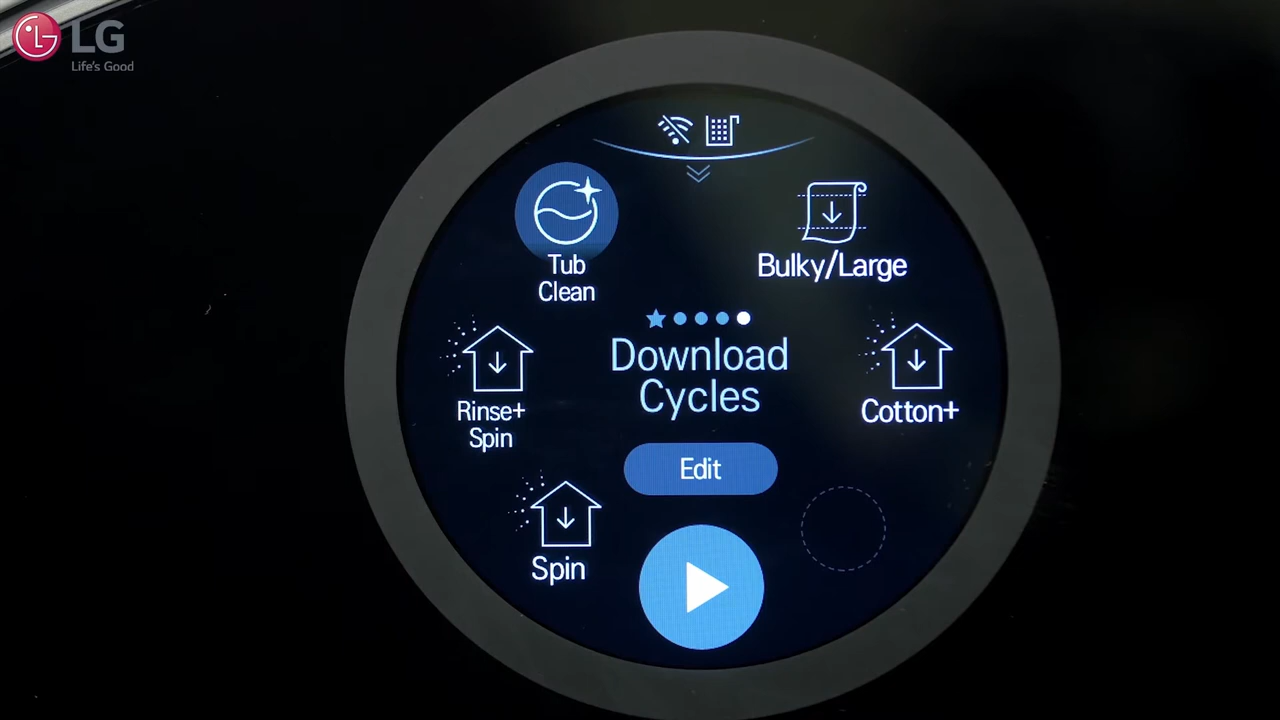 LG
Life's Good
Tub
Clean
Bulky/Large
Download
Cycles
Rinse+
Spin
Cotton+
Edit
Spin